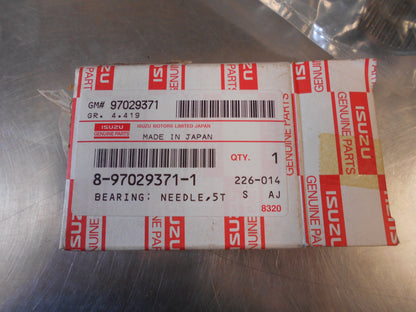 GM# 97029371
GR. 4.419
ISUZU
GENUINE PARTS
ISUZU MOTORS LIMITED JAPAN
MADE IN JAPAN
QTY. 1
8-97029371-1
226-014
BEARING; NEEDLE,5T S AJ
8320
ISUZU
GENUINE PARTS